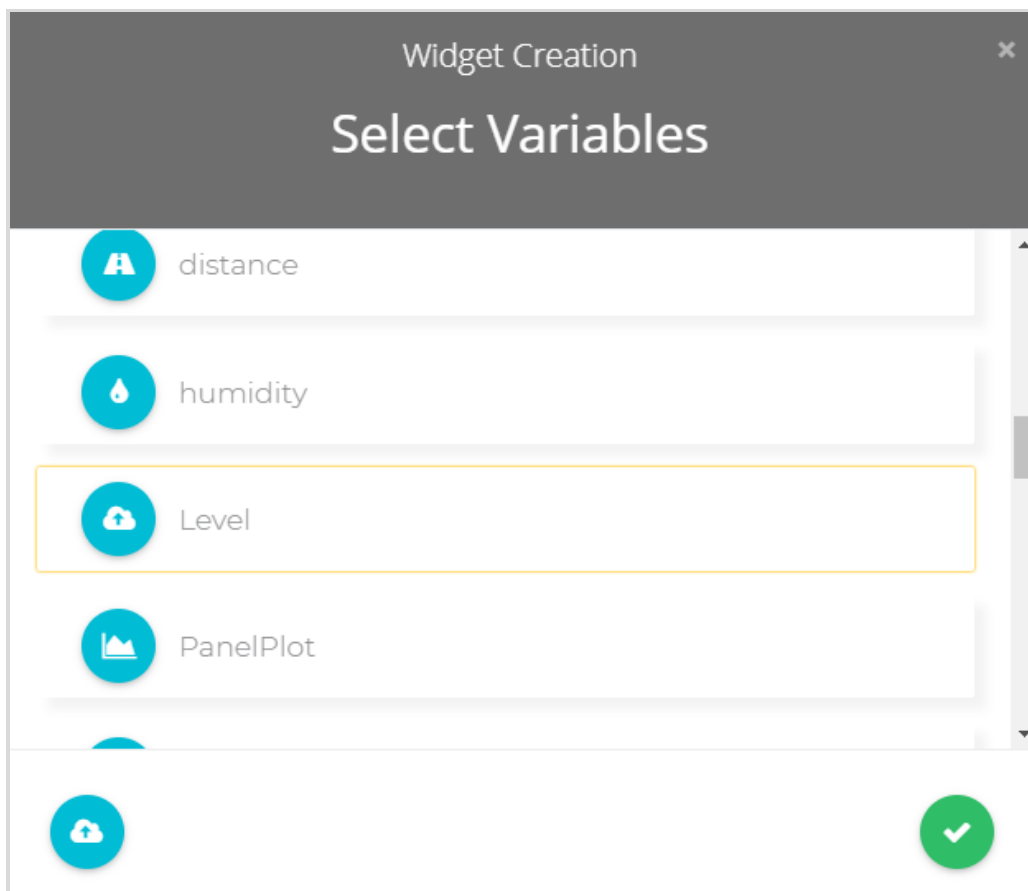 Widget Creation
Select Variables
distance
humidity
Level
PanelPlot